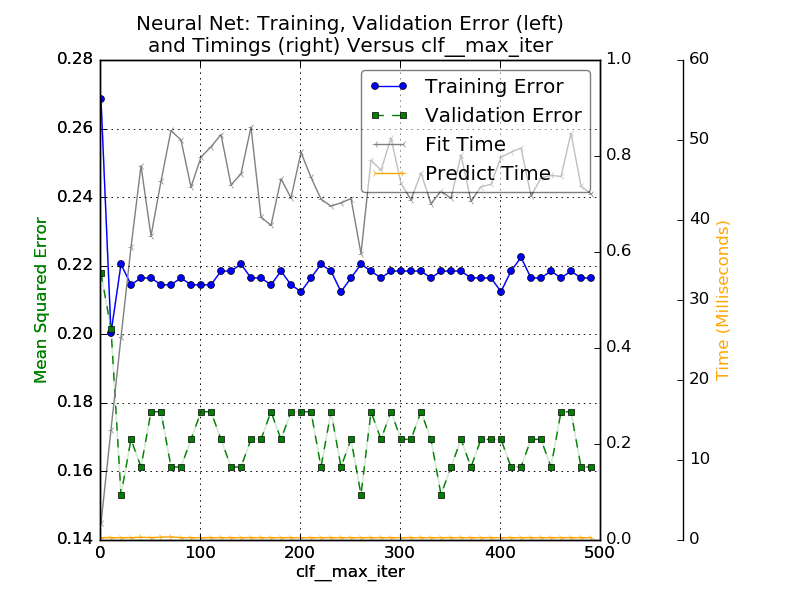 Neural Net: Training, Validation Error (left)
and Timings (right) Versus clf__max_iter
Training Error
Validation Error
Fit Time
Predict Time
Mean Squared Error
0.28
0.26
0.24
0.22
0.20
0.18
0.16
0.14
1.0
0.8
0.6
0.4
0.2
0.0
60
50
40
30
20
10
0
Time (Milliseconds)
0 100 200 300 400 500
clf__max_iter